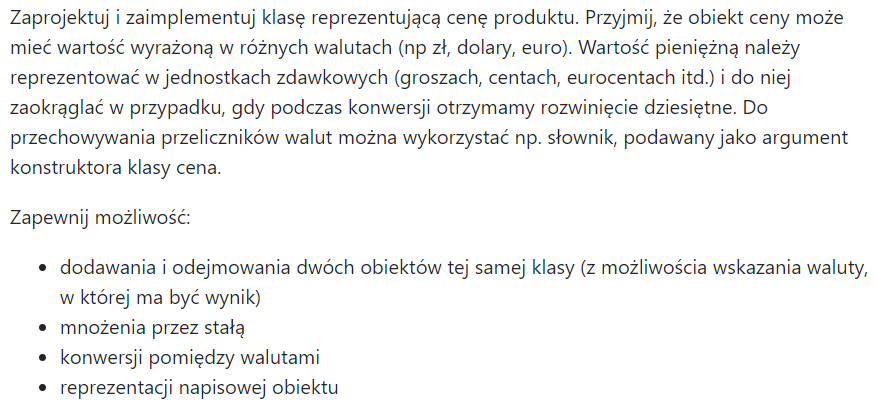 Zaprojektuj i zaimplementuj klasę reprezentującą cenę produktu. Przyjmij, że obiekt ceny może
mieć wartość wyrażoną w różnych walutach (np zł, dolary, euro). Wartość pieniężną należy
reprezentować w jednostkach zdawkowych (groszach, centach, eurocentach itd.) i do niej
zaokrąglać w przypadku, gdy podczas konwersji otrzymamy rozwinięcie dziesiętne. Do
przechowywania przeliczników walut można wykorzystać np. słownik, podawany jako argument
konstruktora klasy cena.
Zapewnij możliwość:
• dodawania i odejmowania dwóch obiektów tej samej klasy (z możliwościa wskazania waluty,
w której ma być wynik)
• mnożenia przez stałą
• konwersji pomiędzy walutami
• reprezentacji napisowej obiektu